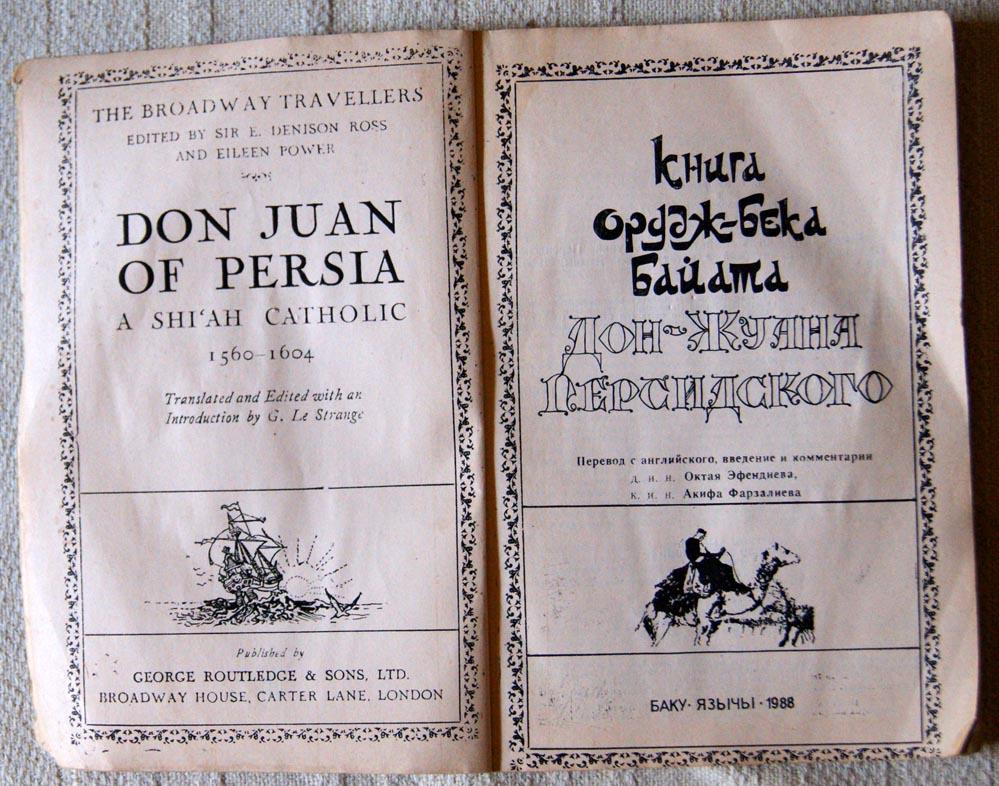 THE BROADWAY TRAVELLERS
EDITED BY SIR E. DENISON ROSS
AND EILEEN POWER
DON JUAN
OF PERSIA
A SHI‘AH CATHOLIC
1560–1604
Translated and Edited with an
Introduction by G. Le Strange
Published by
GEORGE ROUTLEDGE & SONS, LTD.
BROADWAY HOUSE, CARTER LANE, LONDON
Книга
Орудж-бека
Байата
Дон-Жуана
Персидского
Перевод с английского, введение и комментарии
д. и. н. Октая Эфендиева,
к. и. н. Акифа Фарзалиева
БАКУ · ЯЗЫЧЫ · 1988